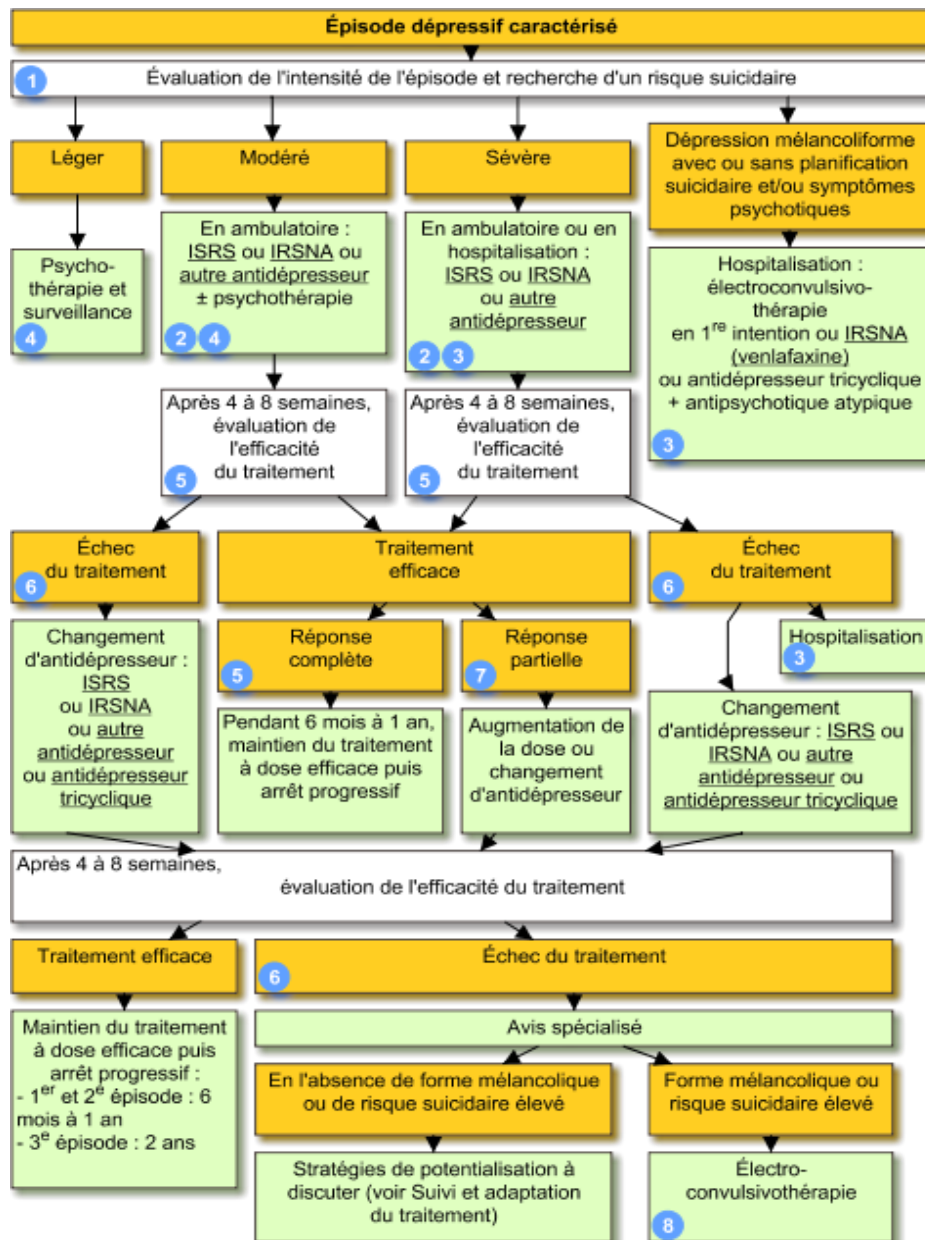 Épisode dépressif caractérisé
1
Évaluation de l'intensité de l'épisode et recherche d'un risque suicidaire
Léger
Modéré
Sévère
Dépression mélancoliforme
avec ou sans planification
suicidaire et/ou symptômes
psychotiques
Psycho-
thérapie et
surveillance
4
En ambulatoire :
ISRS ou IRSNA ou
autre antidépresseur
± psychothérapie
2 4
En ambulatoire ou en
hospitalisation :
ISRS ou IRSNA
ou autre
antidépresseur
2 3
Hospitalisation :
électroconvulsivo-
thérapie
en 1re intention ou IRSNA
(venlafaxine)
ou antidépresseur tricyclique
+ antipsychotique atypique
3
Après 4 à 8 semaines,
évaluation de
l'efficacité
du traitement
5
Après 4 à 8 semaines,
évaluation de
l'efficacité
du traitement
5
Échec
du traitement
6
Traitement
efficace
Échec
du traitement
6
Changement
d'antidépresseur :
ISRS
ou IRSNA
ou autre
antidépresseur
ou antidépresseur
tricyclique
Réponse
complète
5
Réponse
partielle
7
Hospitalisation
3
Pendant 6 mois à 1 an,
maintien du traitement
à dose efficace puis
arrêt progressif
Augmentation de
la dose ou
changement
d'antidépresseur
Changement
d'antidépresseur : ISRS ou
IRSNA ou autre
antidépresseur ou
antidépresseur tricyclique
Après 4 à 8 semaines,
évaluation de l'efficacité du traitement
Traitement efficace
Échec du traitement
6
Maintien du traitement
à dose efficace puis
arrêt progressif :
- 1er et 2e épisode : 6
mois à 1 an
- 3e épisode : 2 ans
Avis spécialisé
En l'absence de forme mélancolique
ou de risque suicidaire élevé
Forme mélancolique ou
risque suicidaire élevé
Stratégies de potentialisation à
discuter (voir Suivi et adaptation
du traitement)
Électro-
convulsivothérapie
8